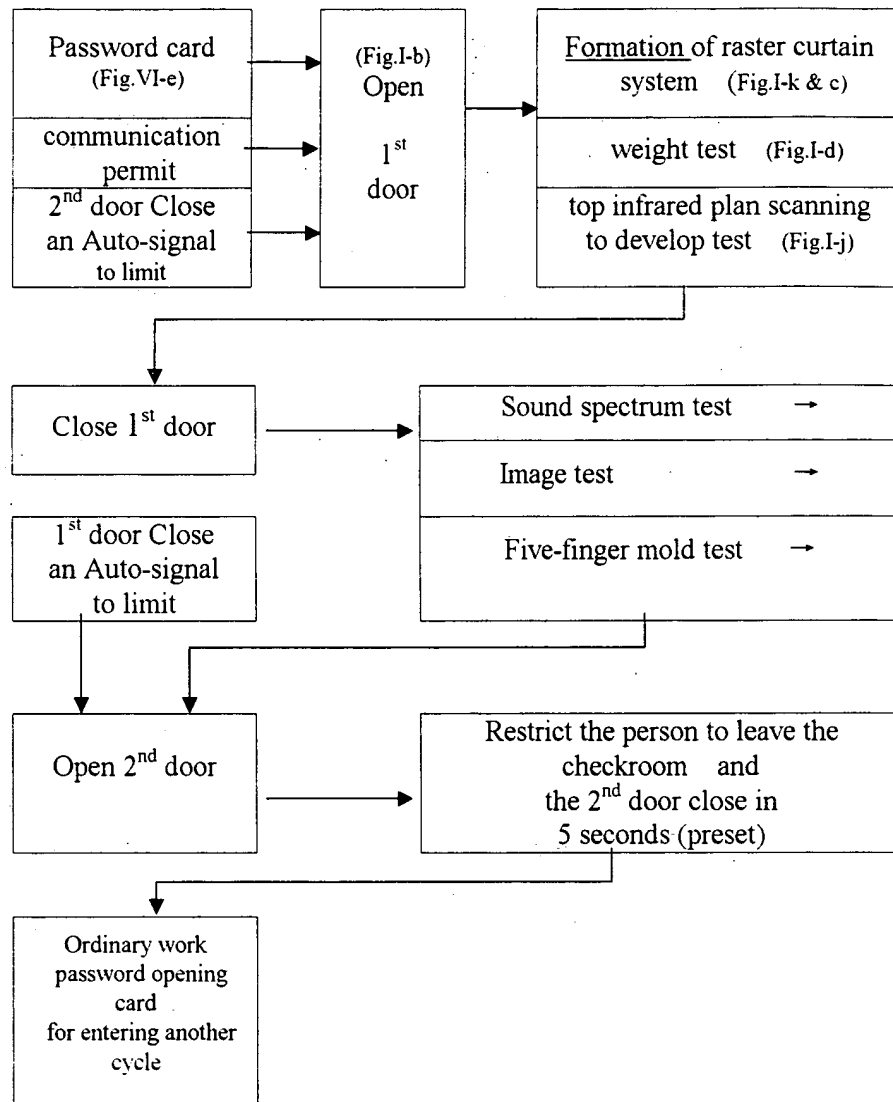 Password card
(Fig.VI-e)
communication
permit
2nd door Close
an Auto-signal
to limit
(Fig.I-b)
Open
1st
door
Formation of raster curtain
system (Fig.I-k & c)
weight test (Fig.I-d)
top infrared plan scanning
to develop test (Fig.I-j)
Close 1st door
Sound spectrum test →
Image test →
Five-finger mold test →
1st door Close
an Auto-signal
to limit
Open 2nd door
Restrict the person to leave the
checkroom and
the 2nd door close in
5 seconds (preset)
Ordinary work
password opening
card
for entering another
cycle